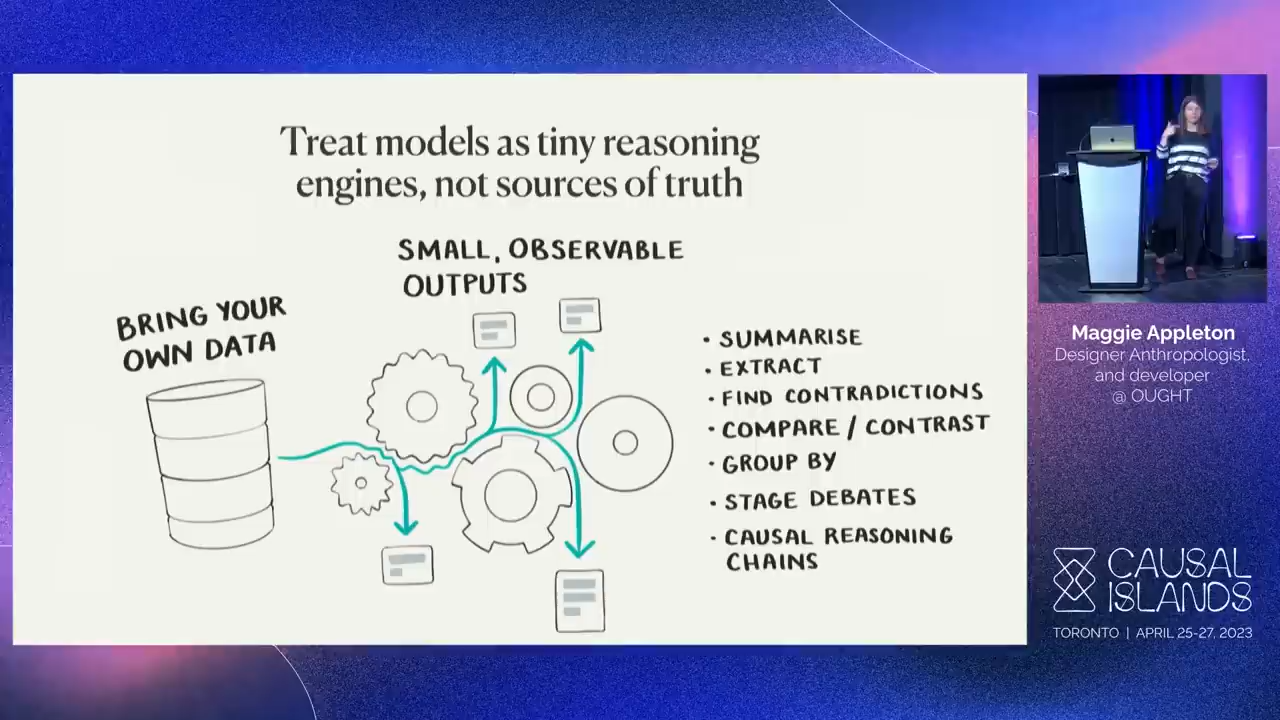 Treat models as tiny reasoning
engines, not sources of truth
SMALL, OBSERVABLE
OUTPUTS
BRING YOUR
OWN DATA
• SUMMARISE
• EXTRACT
• FIND CONTRADICTIONS
• COMPARE / CONTRAST
• GROUP BY
• STAGE DEBATES
• CAUSAL REASONING
CHAINS
Maggie Appleton
Designer Anthropologist,
and developer
@ OUGHT
CAUSAL
ISLANDS
TORONTO | APRIL 25-27, 2023